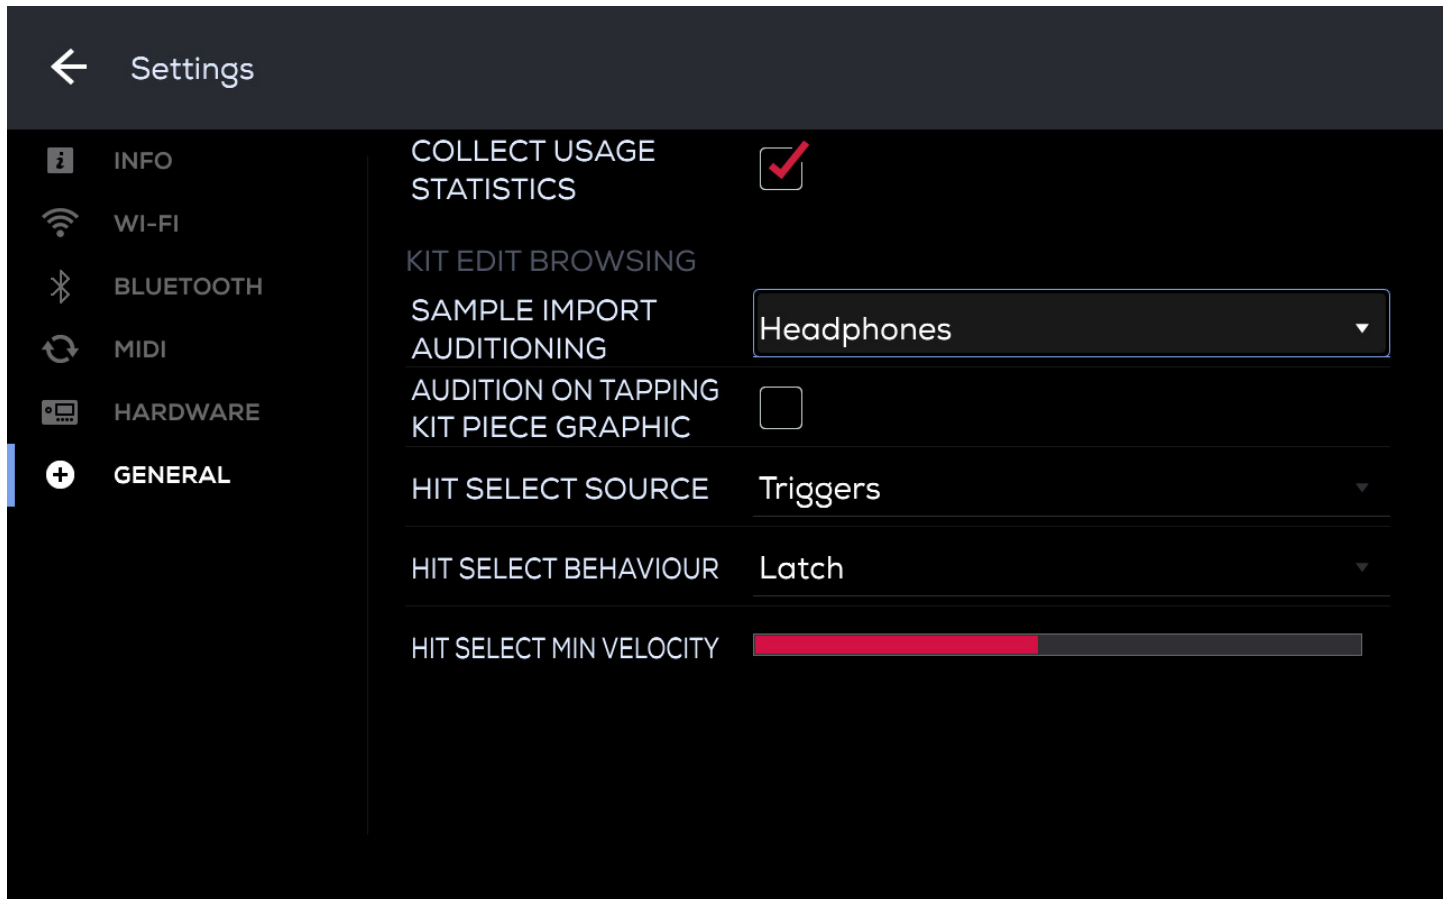 Settings
INFO
WI-FI
BLUETOOTH
MIDI
HARDWARE
GENERAL
COLLECT USAGE
STATISTICS
KIT EDIT BROWSING
SAMPLE IMPORT
AUDITIONING
Headphones
AUDITION ON TAPPING
KIT PIECE GRAPHIC
HIT SELECT SOURCE
Triggers
HIT SELECT BEHAVIOUR
Latch
HIT SELECT MIN VELOCITY